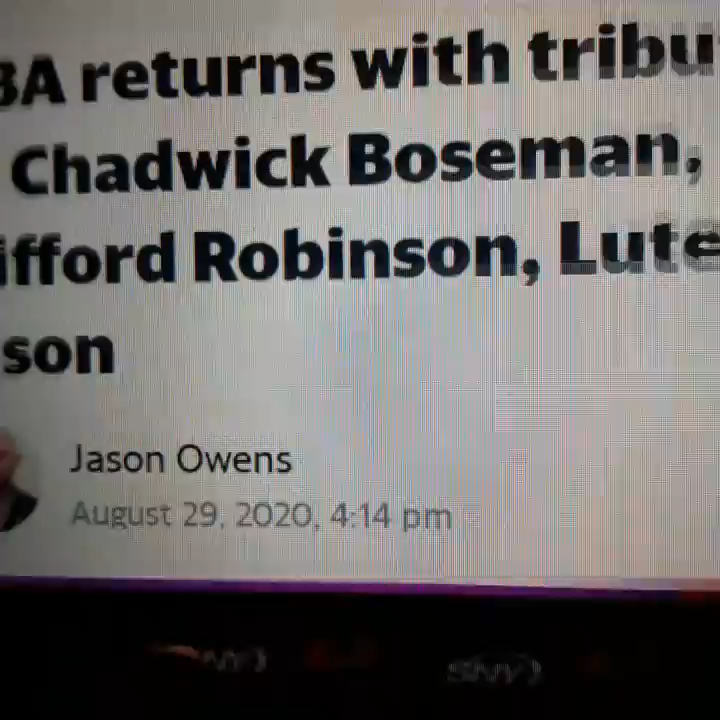 BA returns with tribu
Chadwick Boseman,
ifford Robinson, Lute
son
Jason Owens
August 29, 2020, 4:14 pm